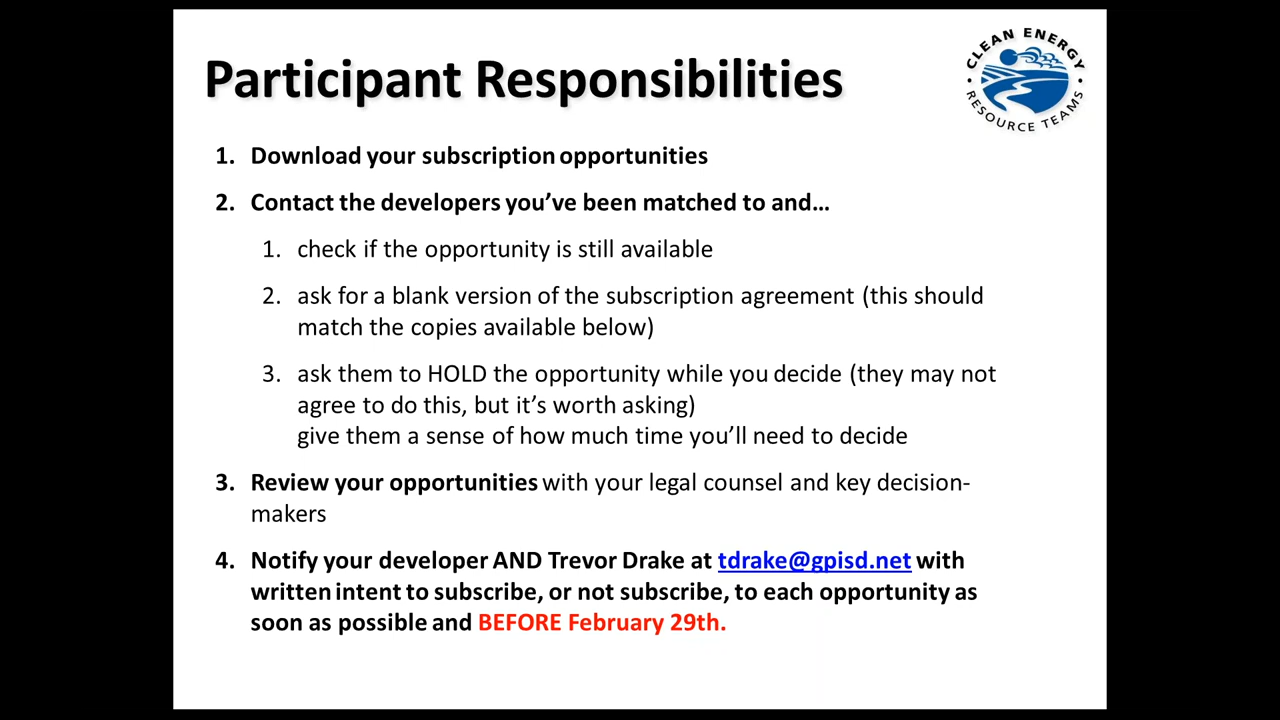 Participant Responsibilities
CLEAN ENERGY
RESOURCE TEAMS
1. Download your subscription opportunities
2. Contact the developers you’ve been matched to and…
1. check if the opportunity is still available
2. ask for a blank version of the subscription agreement (this should
match the copies available below)
3. ask them to HOLD the opportunity while you decide (they may not
agree to do this, but it’s worth asking)
give them a sense of how much time you’ll need to decide
3. Review your opportunities with your legal counsel and key decision-
makers
4. Notify your developer AND Trevor Drake at tdrake@gpisd.net with
written intent to subscribe, or not subscribe, to each opportunity as
soon as possible and BEFORE February 29th.